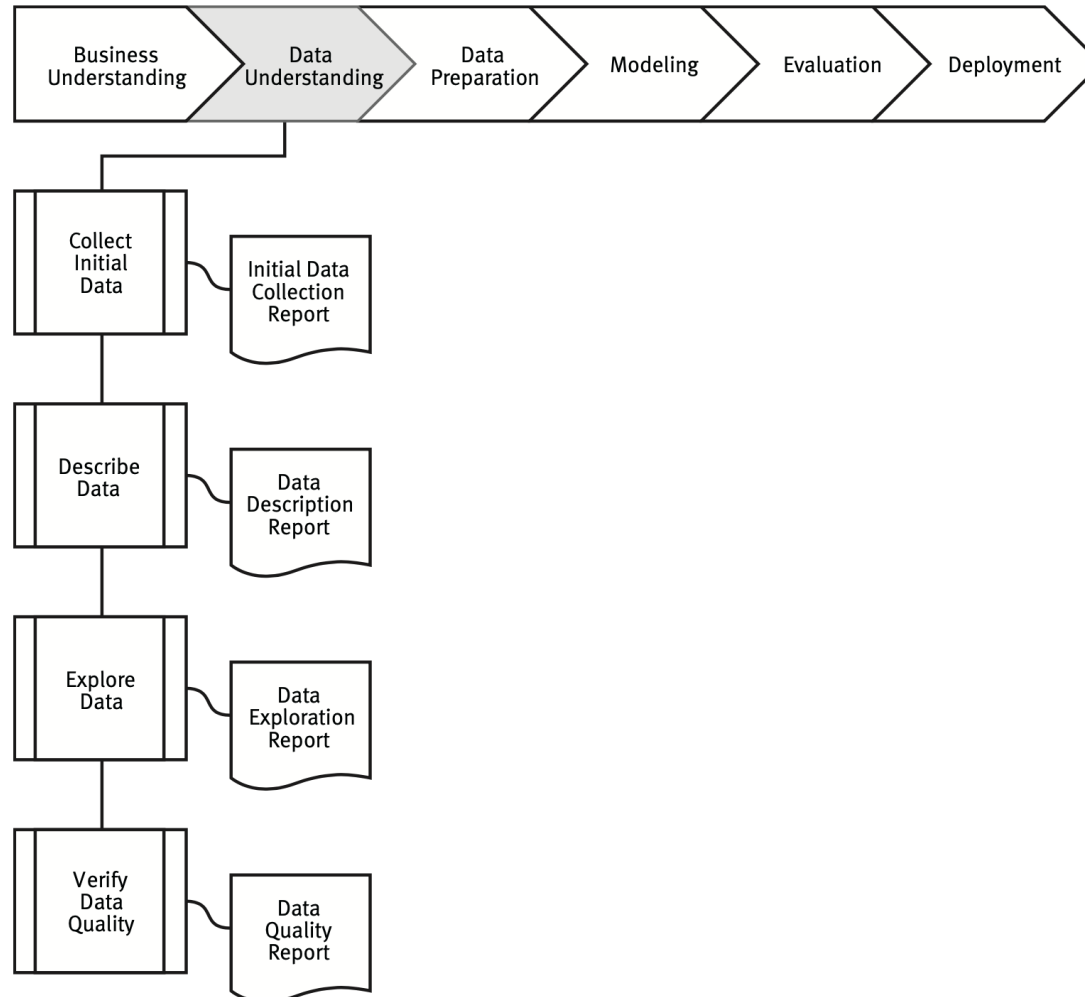 Business
Understanding
Data
Understanding
Data
Preparation
Modeling
Evaluation
Deployment
Collect
Initial
Data
Initial Data
Collection
Report
Describe
Data
Data
Description
Report
Explore
Data
Data
Exploration
Report
Verify
Data
Quality
Data
Quality
Report